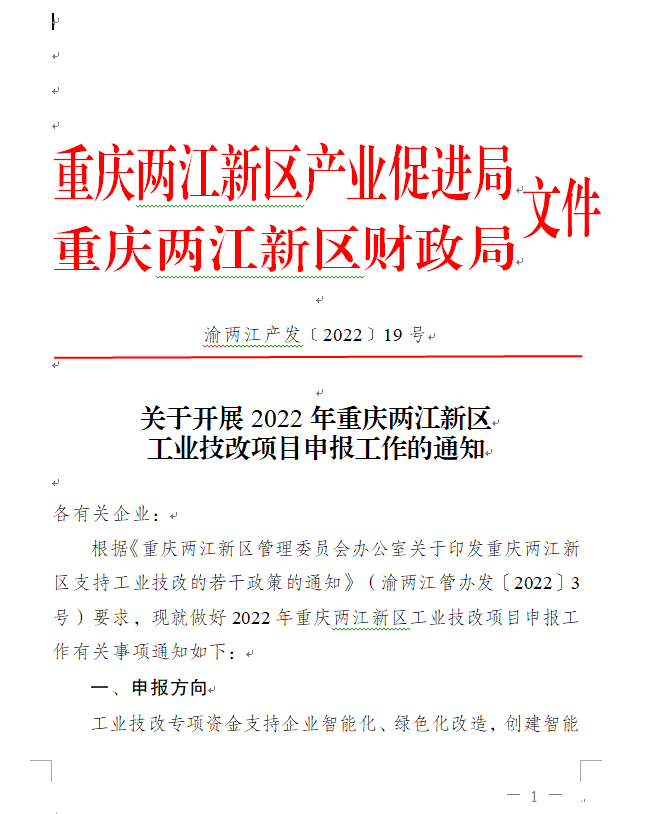 重庆两江新区产业促进局
文件
重庆两江新区财政局
渝两江产发〔2022〕19 号
关于开展 2022 年重庆两江新区
工业技改项目申报工作的通知
各有关企业：
根据《重庆两江新区管理委员会办公室关于印发重庆两江新
区支持工业技改的若干政策的通知》（渝两江管办发〔2022〕3
号）要求，现就做好 2022 年重庆两江新区工业技改项目申报工
作有关事项通知如下：
一、申报方向
工业技改专项资金支持企业智能化、绿色化改造，创建智能
— 1 —